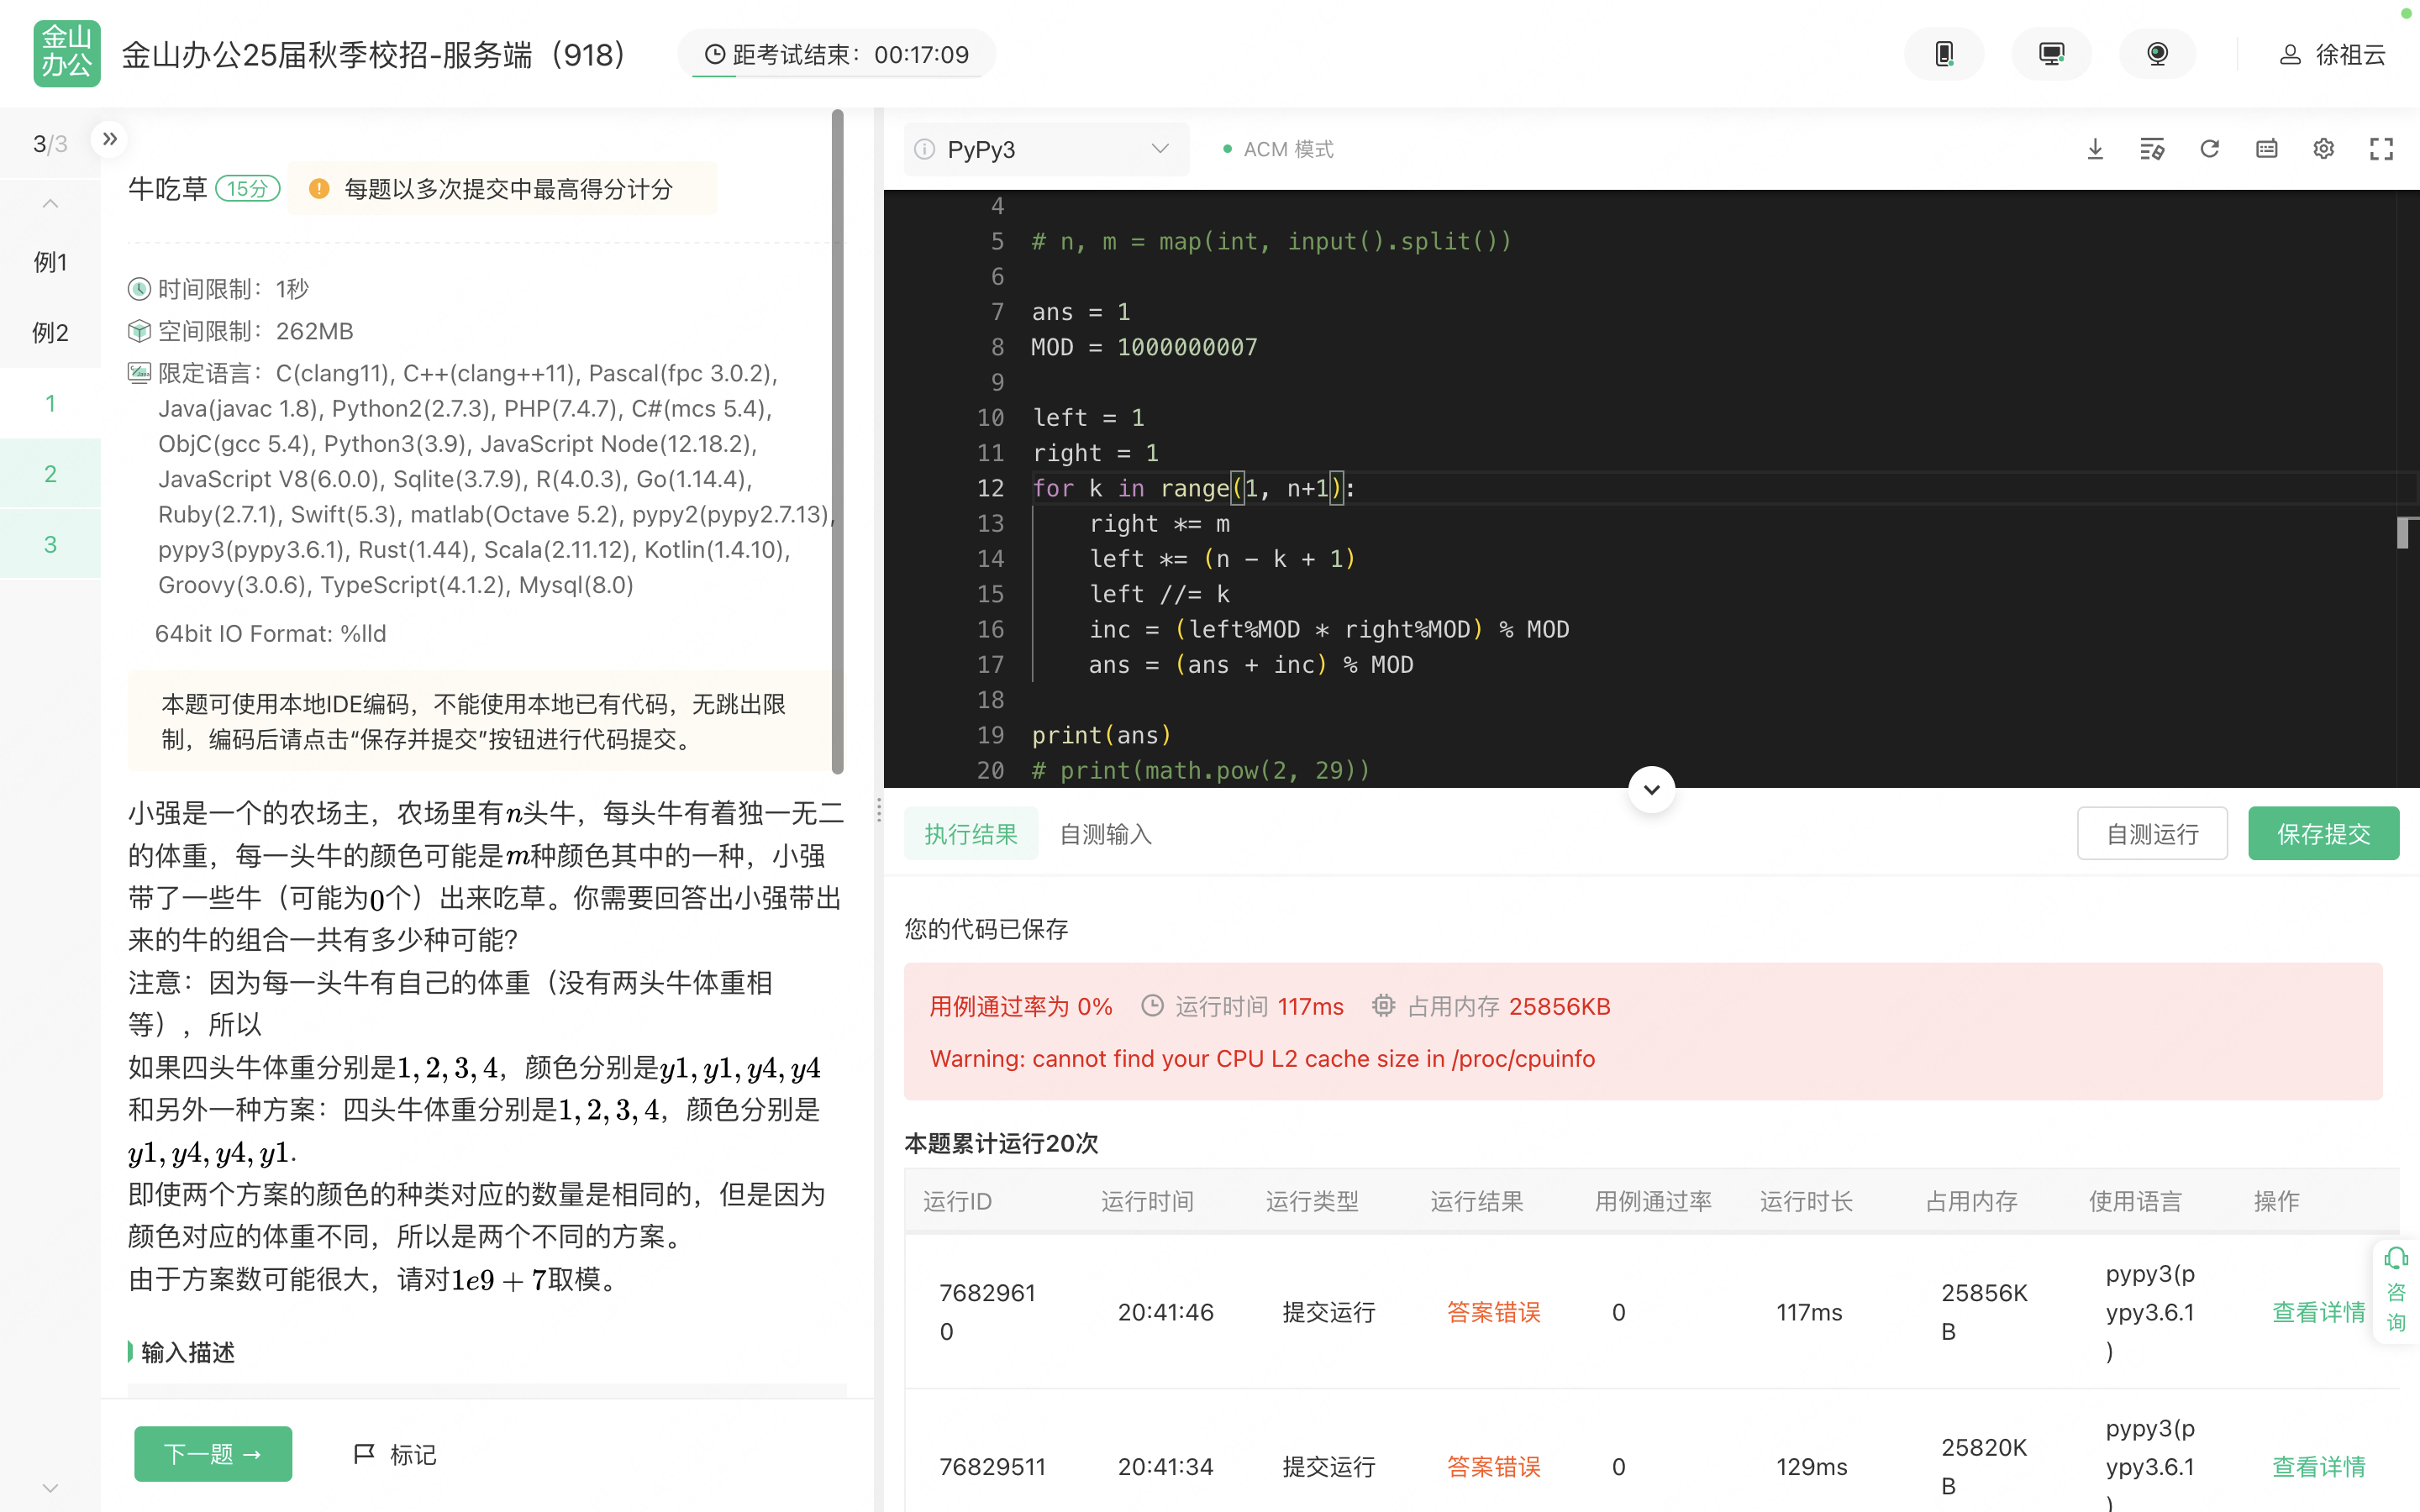 金山
办公
金山办公25届秋季校招-服务端（918）
距考试结束：00:17:09
徐祖云
3/3
例1
例2
1
2
3
牛吃草 15分 每题以多次提交中最高得分计分
时间限制：1秒
空间限制：262MB
限定语言：C(clang11), C++(clang++11), Pascal(fpc 3.0.2),
Java(javac 1.8), Python2(2.7.3), PHP(7.4.7), C#(mcs 5.4),
ObjC(gcc 5.4), Python3(3.9), JavaScript Node(12.18.2),
JavaScript V8(6.0.0), Sqlite(3.7.9), R(4.0.3), Go(1.14.4),
Ruby(2.7.1), Swift(5.3), matlab(Octave 5.2), pypy2(pypy2.7.13),
pypy3(pypy3.6.1), Rust(1.44), Scala(2.11.12), Kotlin(1.4.10),
Groovy(3.0.6), TypeScript(4.1.2), Mysql(8.0)
64bit IO Format: %lld
本题可使用本地IDE编码，不能使用本地已有代码，无跳出限
制，编码后请点击“保存并提交”按钮进行代码提交。
小强是一个的农场主，农场里有n头牛，每头牛有着独一无二
的体重，每一头牛的颜色可能是m种颜色其中的一种，小强
带了一些牛（可能为0个）出来吃草。你需要回答出小强带出
来的牛的组合一共有多少种可能？
注意：因为每一头牛有自己的体重（没有两头牛体重相
等），所以
如果四头牛体重分别是1, 2, 3, 4，颜色分别是y1, y1, y4, y4
和另外一种方案：四头牛体重分别是1, 2, 3, 4，颜色分别是
y1, y4, y4, y1.
即使两个方案的颜色的种类对应的数量是相同的，但是因为
颜色对应的体重不同，所以是两个不同的方案。
由于方案数可能很大，请对1e9 + 7取模。
输入描述
下一题 →
标记
PyPy3
ACM 模式
4
5 # n, m = map(int, input().split())
6
7 ans = 1
8 MOD = 1000000007
9
10 left = 1
11 right = 1
12 for k in range(1, n+1):
13     right *= m
14     left *= (n - k + 1)
15     left //= k
16     inc = (left%MOD * right%MOD) % MOD
17     ans = (ans + inc) % MOD
18
19 print(ans)
20 # print(math.pow(2, 29))
执行结果 自测输入
自测运行 保存提交
您的代码已保存
用例通过率为 0% 运行时间 117ms 占用内存 25856KB
Warning: cannot find your CPU L2 cache size in /proc/cpuinfo
本题累计运行20次
运行ID 运行时间 运行类型 运行结果 用例通过率 运行时长 占用内存 使用语言 操作
7682961
0
20:41:46 提交运行 答案错误 0 117ms
25856K
B
pypy3(p
ypy3.6.1
)
查看详情
76829511 20:41:34 提交运行 答案错误 0 129ms
25820K
B
pypy3(p
ypy3.6.1
)
查看详情
咨
询